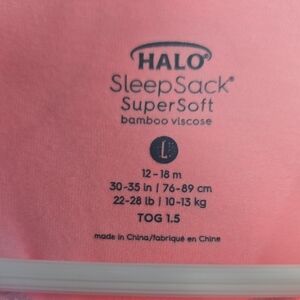 HALO®
SleepSack®
SuperSoft
bamboo viscose
L
12-18 m
30-35 in | 76-89 cm
22-28 lb | 10-13 kg
TOG 1.5
made in China/fabriqué en Chine